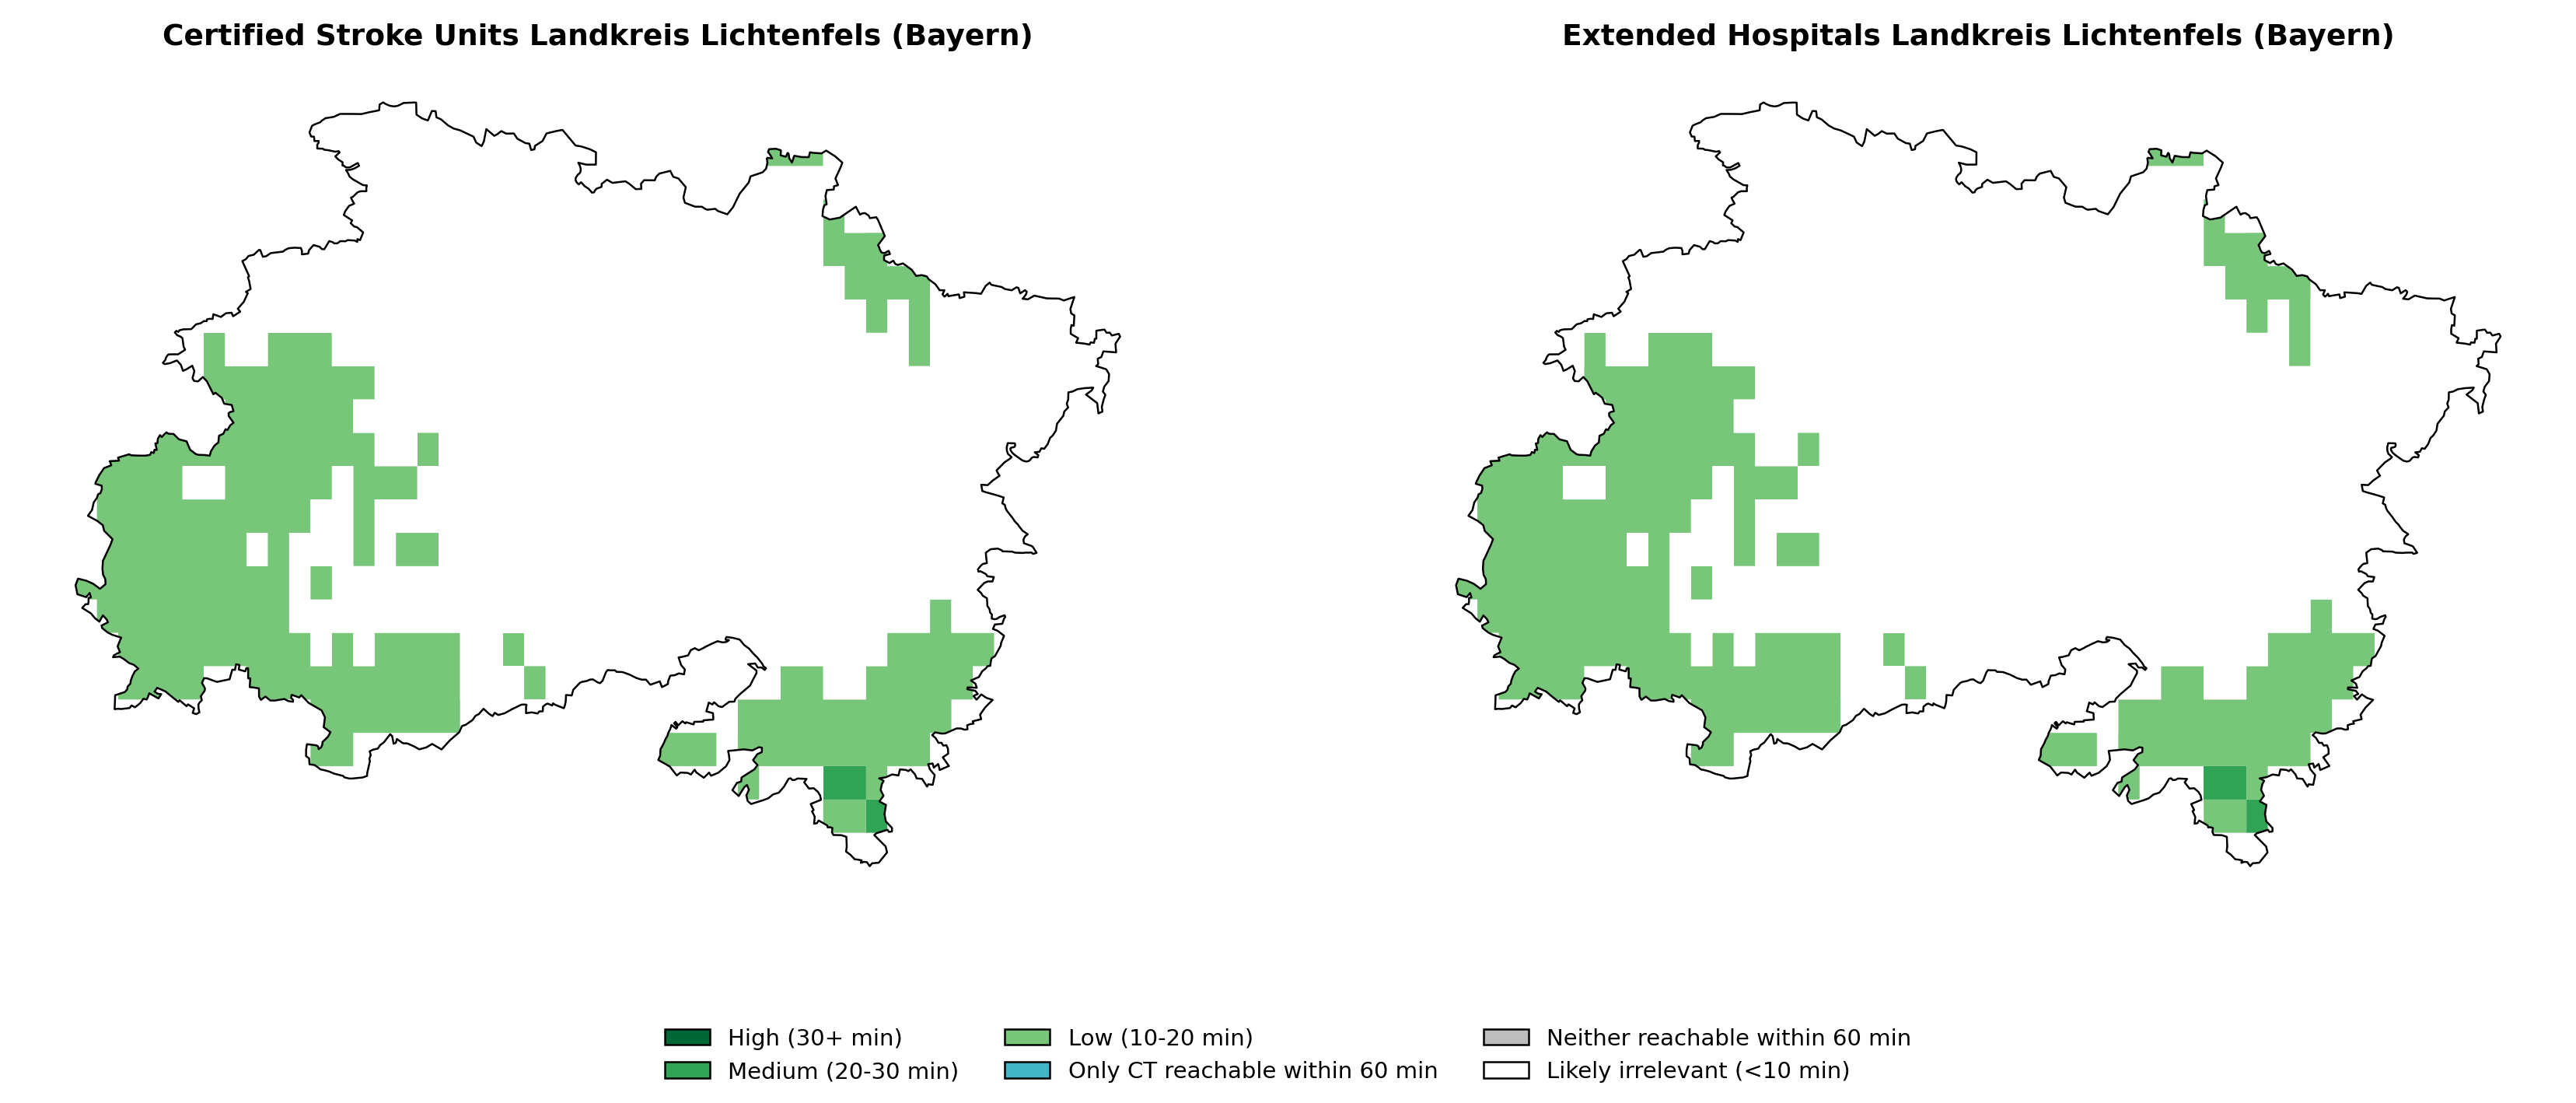 Certified Stroke Units Landkreis Lichtenfels (Bayern)
Extended Hospitals Landkreis Lichtenfels (Bayern)
High (30+ min)
Medium (20-30 min)
Low (10-20 min)
Only CT reachable within 60 min
Neither reachable within 60 min
Likely irrelevant (<10 min)